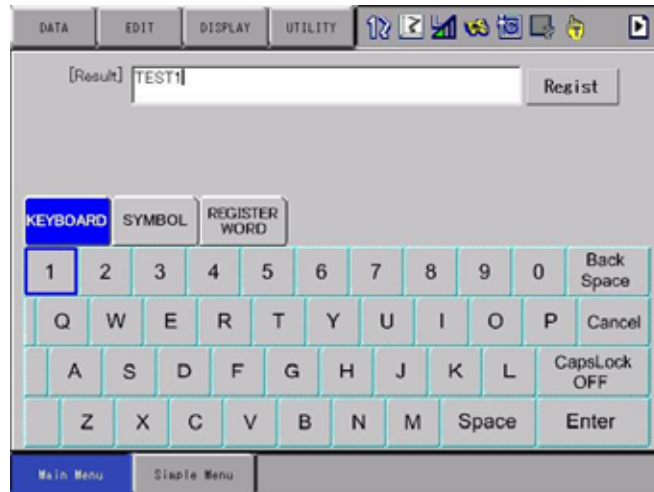 DATA EDIT DISPLAY UTILITY
[Result] TEST1 Regist
KEYBOARD SYMBOL REGISTER WORD
1 2 3 4 5 6 7 8 9 0 Back Space
Q W E R T Y U I O P Cancel
A S D F G H J K L CapsLock OFF
Z X C V B N M Space Enter
Main Menu Simple Menu